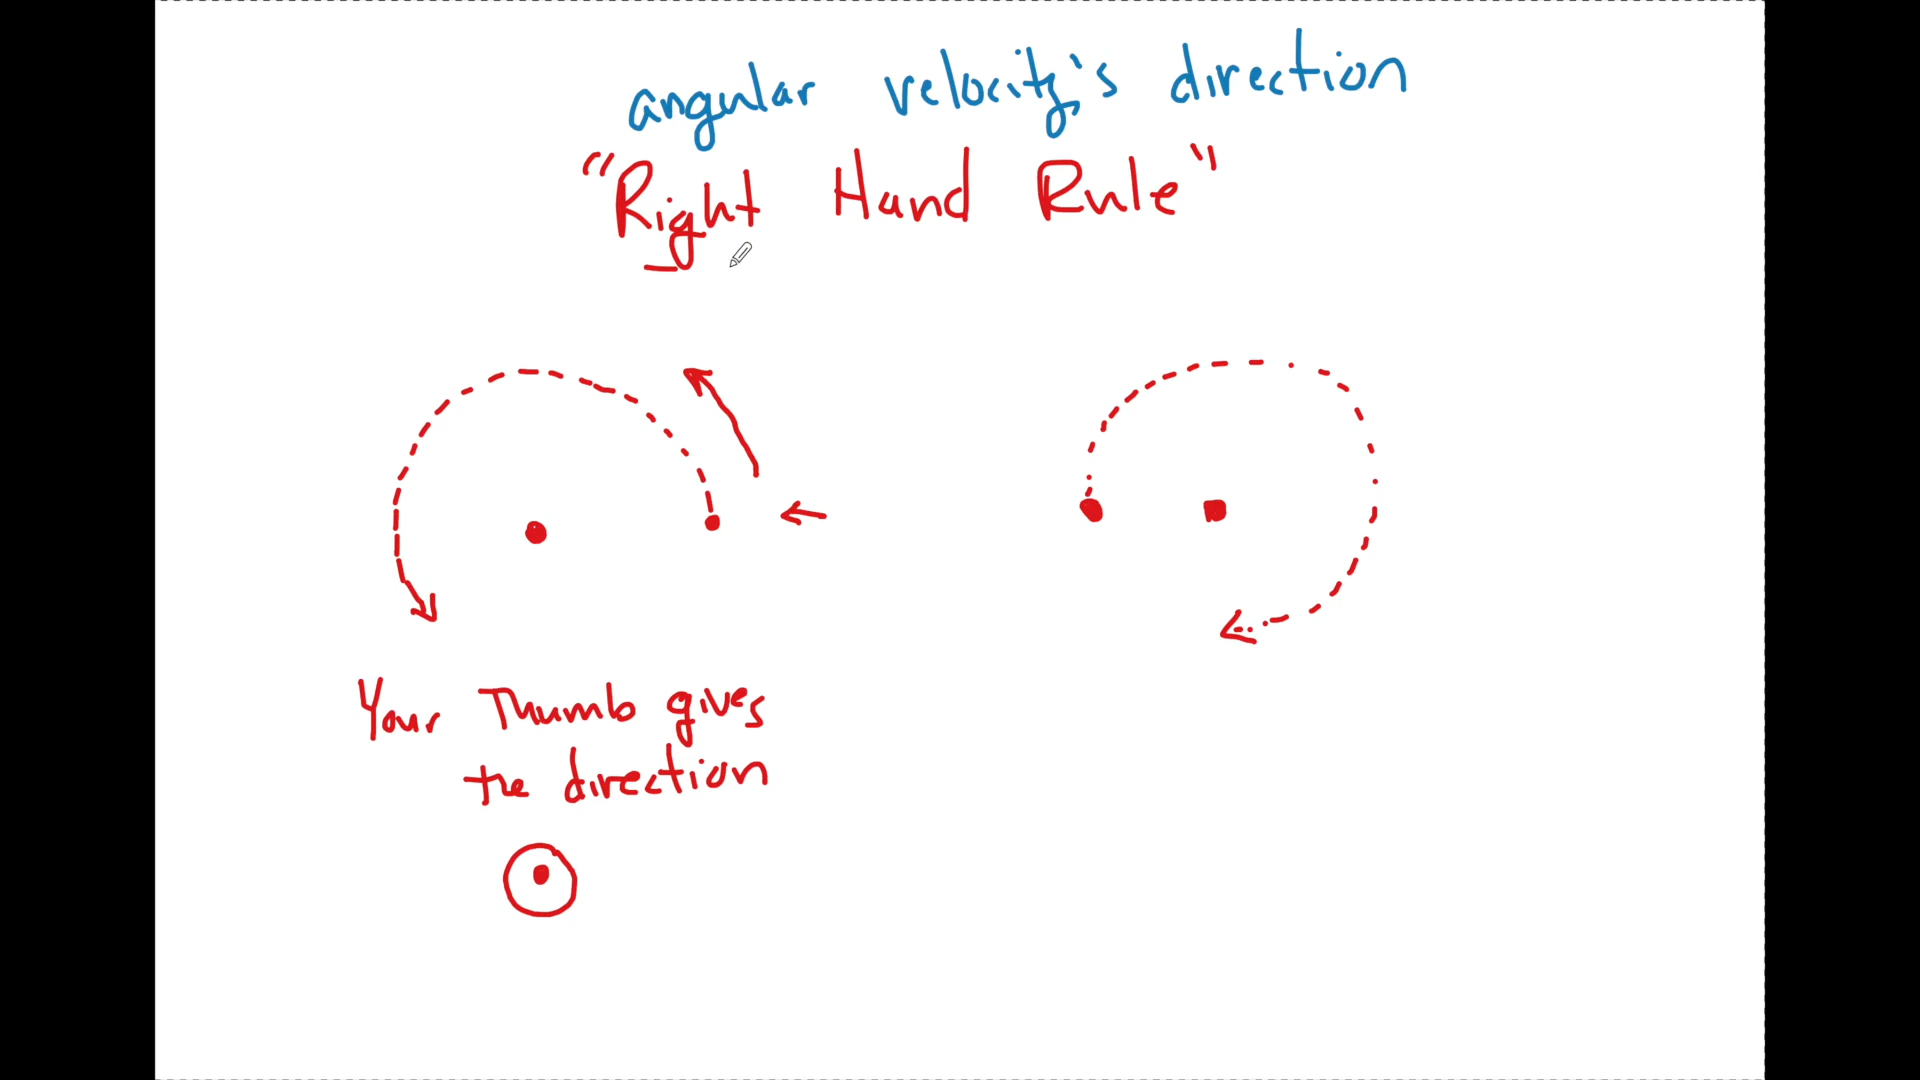 angular velocity's direction
"Right Hand Rule"
Your Thumb gives
the direction